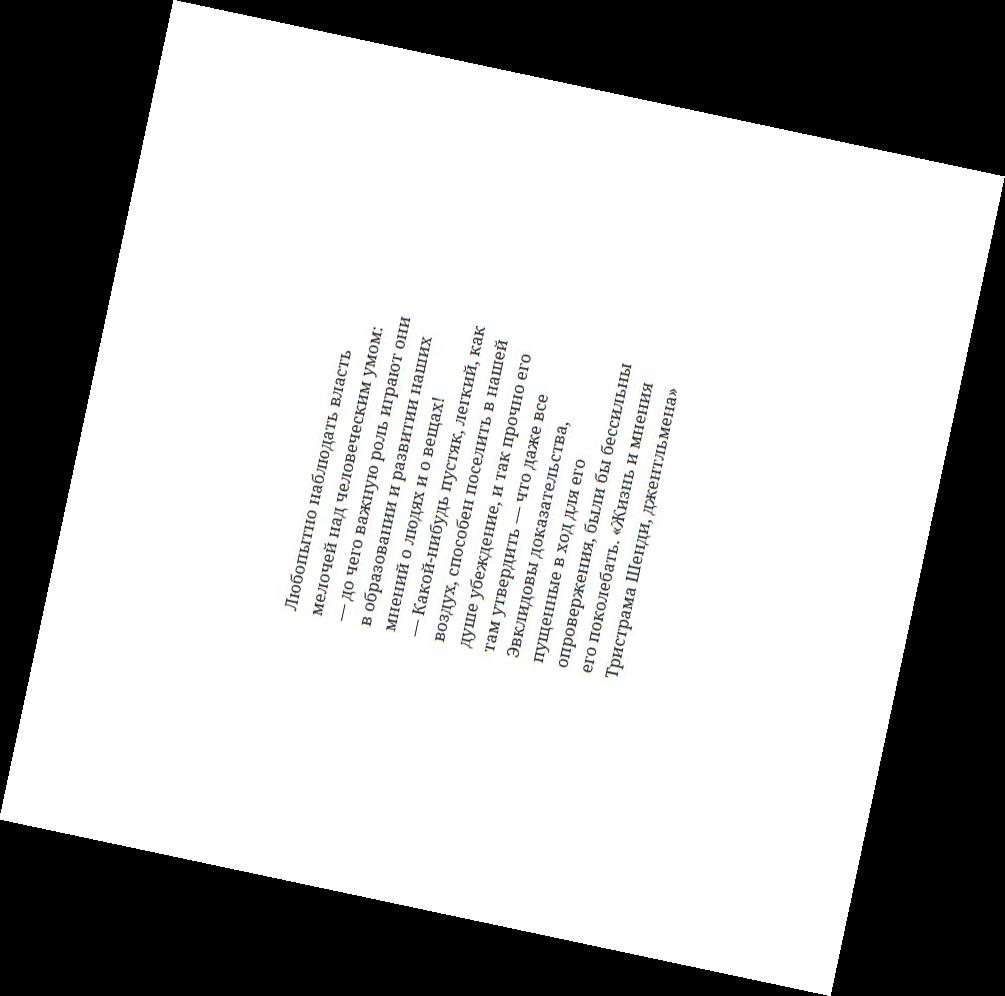 Любопытно наблюдать власть
мелочей над человеческим умом:
— до чего важную роль играют они
в образовании и развитии наших
мнений о людях и о вещах!
— Какой-нибудь пустяк, легкий, как
воздух, способен поселить в нашей
душе убеждение, и так прочно его
там утвердить — что даже все
Эвклидовы доказательства,
пущенные в ход для его
опровержения, были бы бессильны
его поколебать. «Жизнь и мнения
Тристрама Шенди, джентльмена»